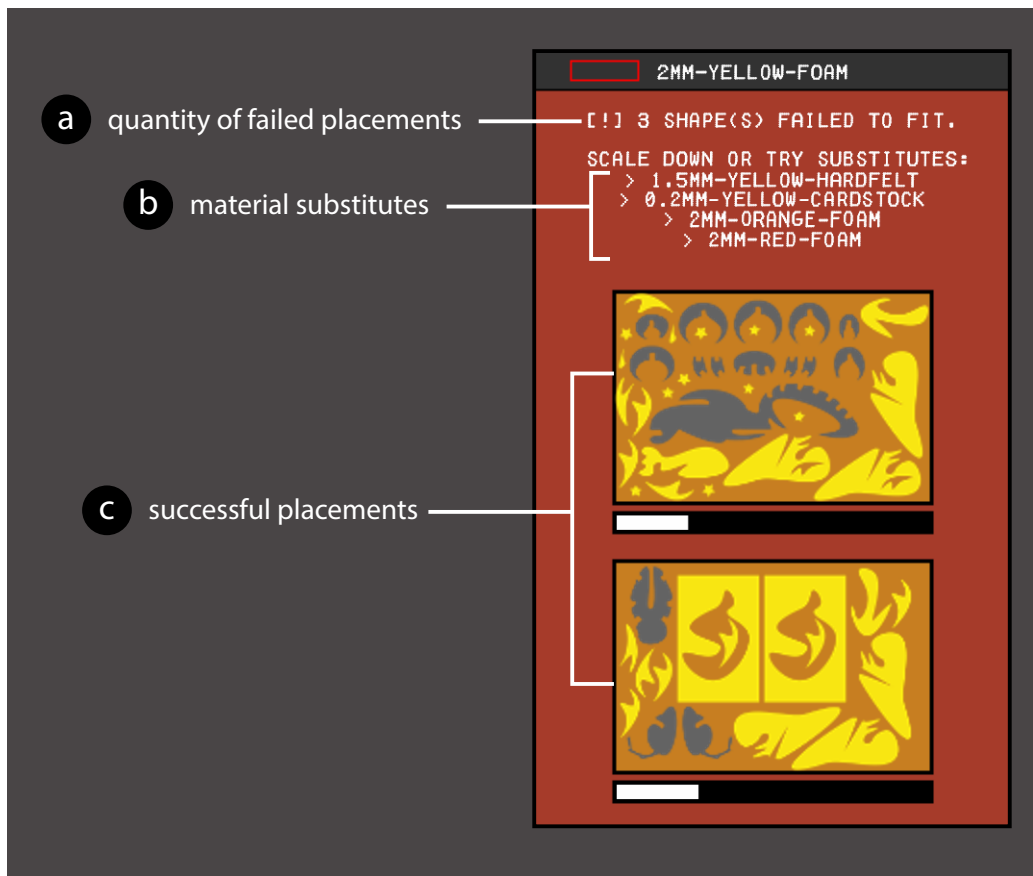 2MM-YELLOW-FOAM
a quantity of failed placements
[!] 3 SHAPE(S) FAILED TO FIT.
SCALE DOWN OR TRY SUBSTITUTES:
> 1.5MM-YELLOW-HARDFELT
b material substitutes
> 0.2MM-YELLOW-CARDSTOCK
> 2MM-ORANGE-FOAM
> 2MM-RED-FOAM
c successful placements